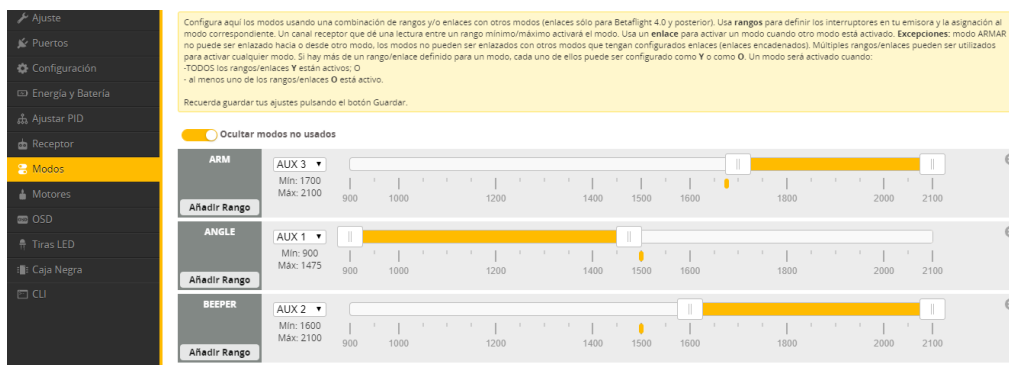 Ajuste
Puertos
Configuración
Energía y Batería
Ajustar PID
Receptor
Modos
Motores
OSD
Tiras LED
Caja Negra
CLI
Configura aquí los modos usando una combinación de rangos y/o enlaces con otros modos (enlaces sólo para Betaflight 4.0 y posterior). Usa rangos para definir los interruptores en tu emisora y la asignación al
modo correspondiente. Un canal receptor que dé una lectura entre un rango mínimo/máximo activará el modo. Usa un enlace para activar un modo cuando otro modo está activado. Excepciones: modo ARMAR
no puede ser enlazado hacia o desde otro modo, los modos no pueden ser enlazados con otros modos que tengan configurados enlaces (enlaces encadenados). Múltiples rangos/enlaces pueden ser utilizados
para activar cualquier modo. Si hay más de un rango/enlace definido para un modo, cada uno de ellos puede ser configurado como Y o como O. Un modo será activado cuando:
-TODOS los rangos/enlaces Y están activos; O
- al menos uno de los rangos/enlaces O está activo.
Recuerda guardar tus ajustes pulsando el botón Guardar.
Ocultar modos no usados
ARM
AUX 3
Mín: 1700
Máx: 2100
Añadir Rango
900 1000 1200 1400 1500 1600 1800 2000 2100
ANGLE
AUX 1
Mín: 900
Máx: 1475
Añadir Rango
900 1000 1200 1400 1500 1600 1800 2000 2100
BEEPER
AUX 2
Mín: 1600
Máx: 2100
Añadir Rango
900 1000 1200 1400 1500 1600 1800 2000 2100